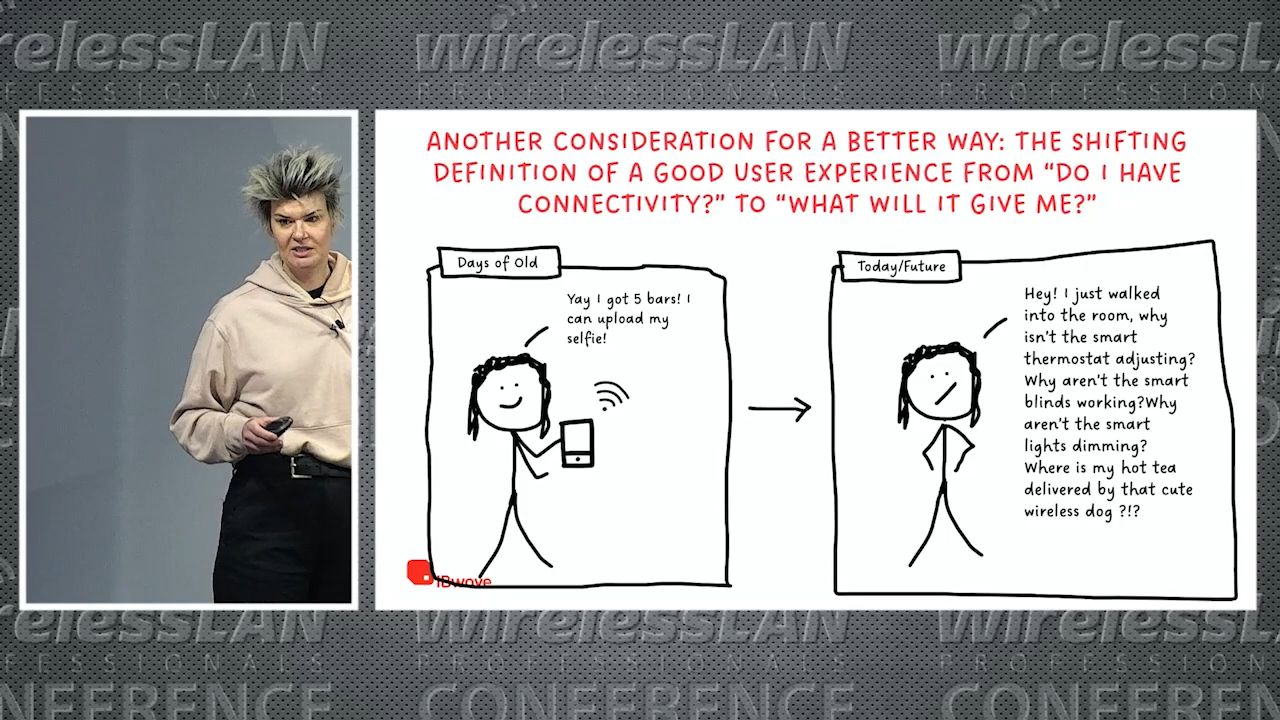 wirelessLAN
PROFESSIONALS
ANOTHER CONSIDERATION FOR A BETTER WAY: THE SHIFTING
DEFINITION OF A GOOD USER EXPERIENCE FROM “DO I HAVE
CONNECTIVITY?” TO “WHAT WILL IT GIVE ME?”
Days of Old
Yay I got 5 bars! I
can upload my
selfie!
Today/Future
Hey! I just walked
into the room, why
isn't the smart
thermostat adjusting?
Why aren't the smart
blinds working?Why
aren't the smart
lights dimming?
Where is my hot tea
delivered by that cute
wireless dog ?!?
iBwave
wirelessLAN
PROFESSIONALS
CONFERENCE